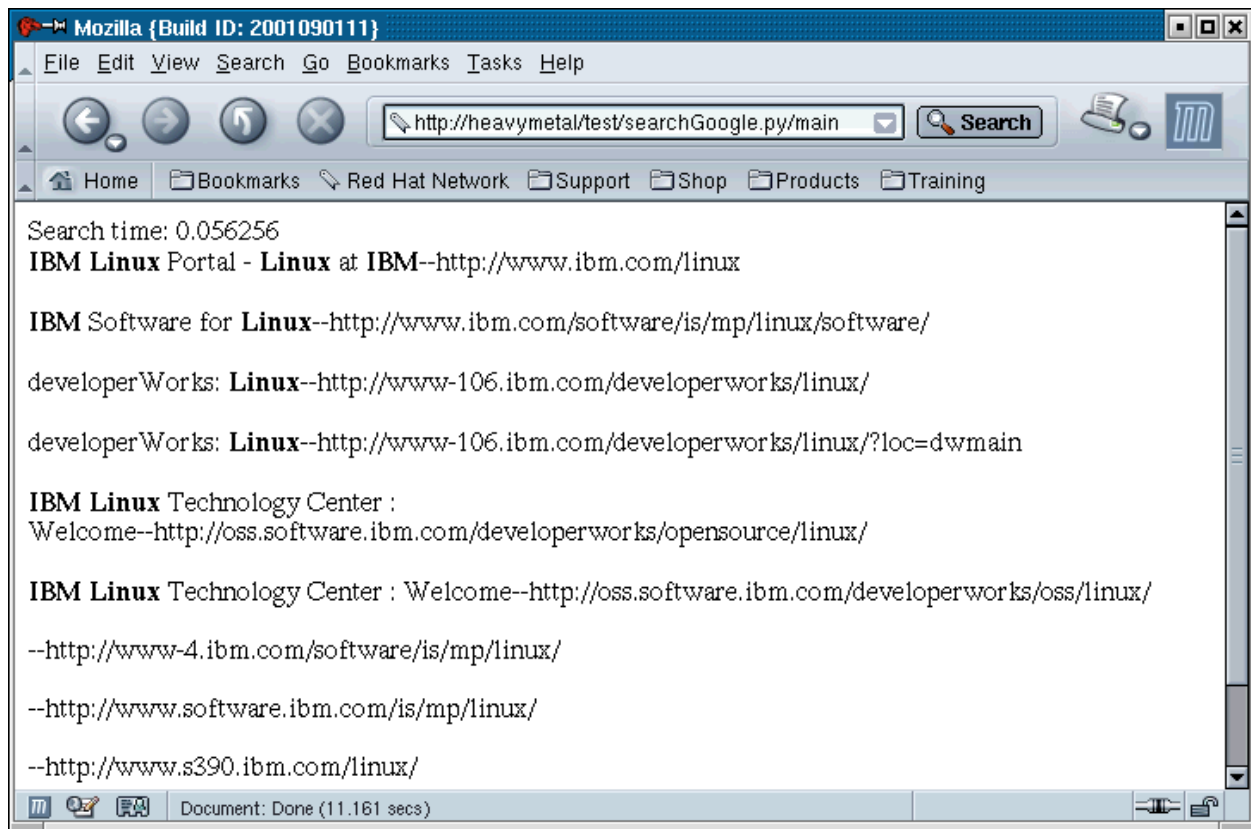 Mozilla {Build ID: 2001090111}
File Edit View Search Go Bookmarks Tasks Help
http://heavymetal/test/searchGoogle.py/main Search
Home Bookmarks Red Hat Network Support Shop Products Training
Search time: 0.056256
IBM Linux Portal - Linux at IBM--http://www.ibm.com/linux
IBM Software for Linux--http://www.ibm.com/software/is/mp/linux/software/
developerWorks: Linux--http://www-106.ibm.com/developerworks/linux/
developerWorks: Linux--http://www-106.ibm.com/developerworks/linux/?loc=dwmain
IBM Linux Technology Center :
Welcome--http://oss.software.ibm.com/developerworks/opensource/linux/
IBM Linux Technology Center : Welcome--http://oss.software.ibm.com/developerworks/oss/linux/
--http://www-4.ibm.com/software/is/mp/linux/
--http://www.software.ibm.com/is/mp/linux/
--http://www.s390.ibm.com/linux/
Document: Done (11.161 secs)